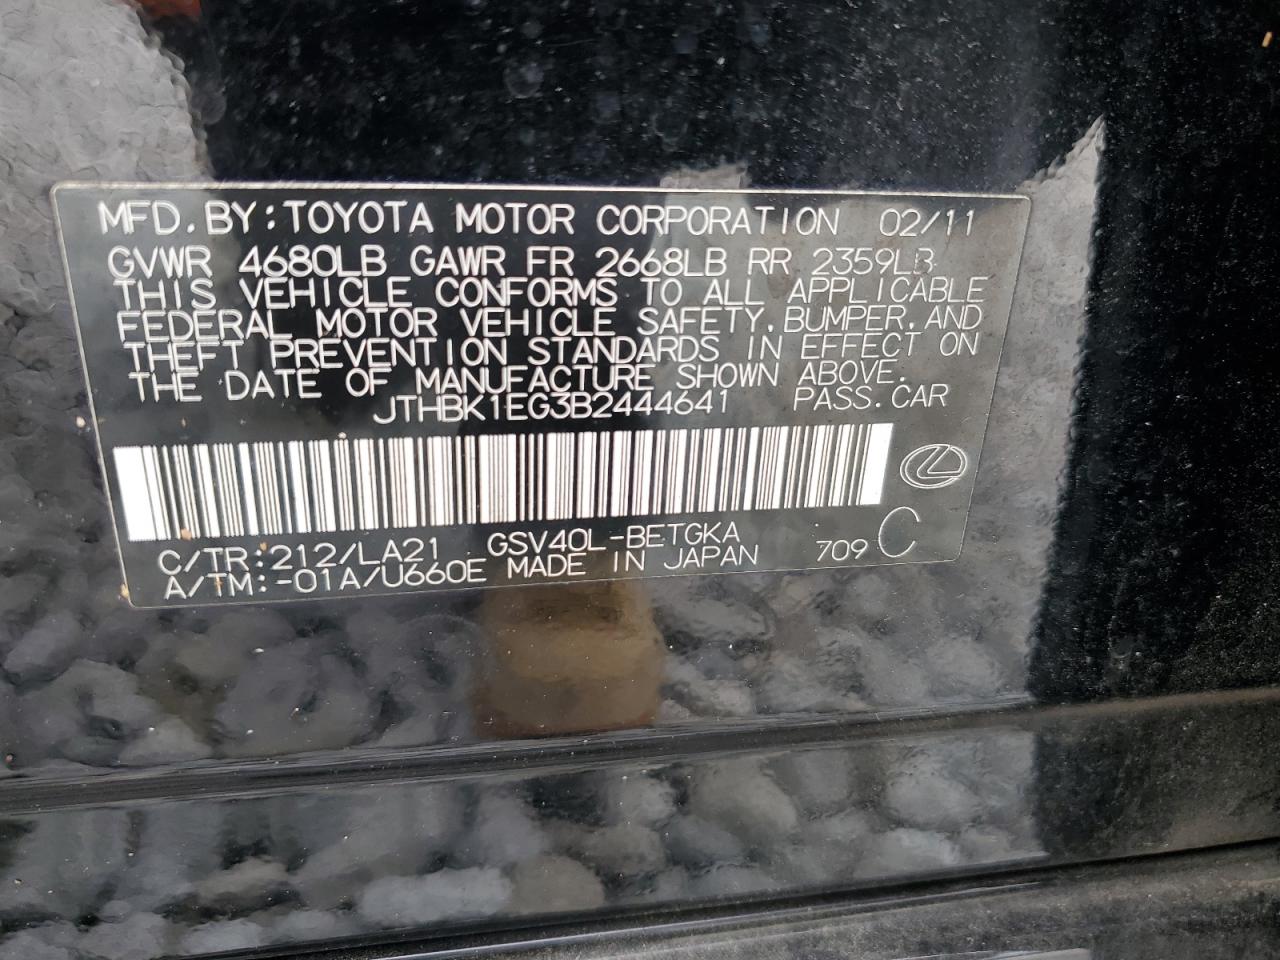 MFD. BY: TOYOTA MOTOR CORPORATION 02/11
GVWR 4680LB GAWR FR 2668LB RR 2359LB
THIS VEHICLE CONFORMS TO ALL APPLICABLE
FEDERAL MOTOR VEHICLE SAFETY, BUMPER, AND
THEFT PREVENTION STANDARDS IN EFFECT ON
THE DATE OF MANUFACTURE SHOWN ABOVE.
JTHBK1EG3B2444641 PASS. CAR
C/TR: 212/LA21 GSV40L-BETGKA
A/TM: -01A/U660E MADE IN JAPAN 709 C